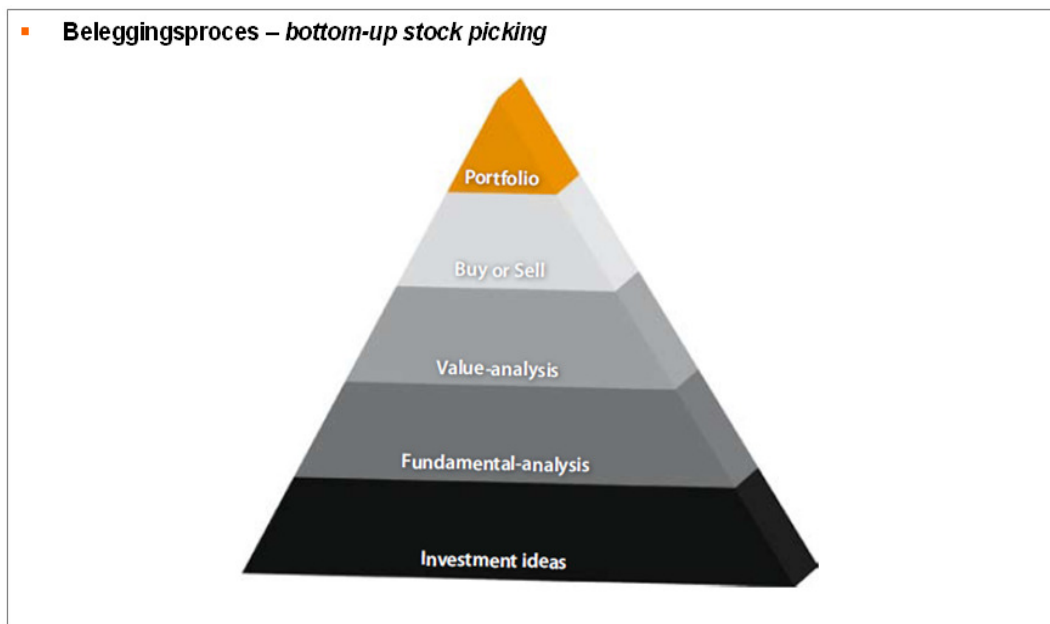 ▪ Beleggingsproces – bottom-up stock picking
Portfolio
Buy or Sell
Value-analysis
Fundamental-analysis
Investment ideas